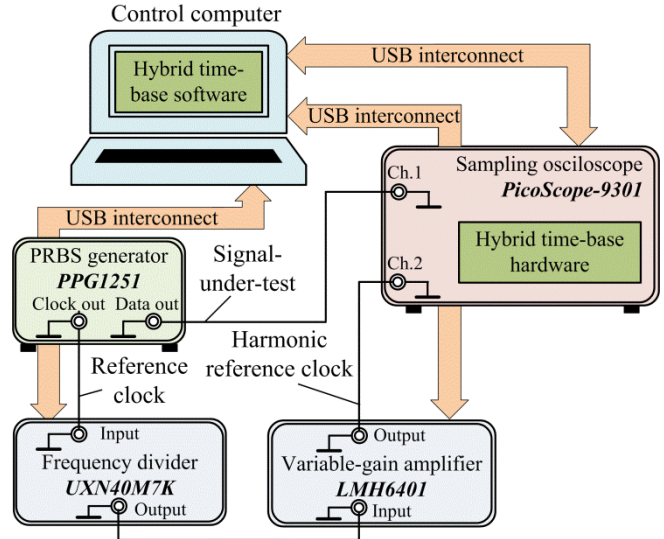 Control computer
USB interconnect
Hybrid time-
base software
USB interconnect
Sampling osciloscope
PicoScope-9301
Ch.1
USB interconnect
Hybrid time-base
hardware
PRBS generator
PPG1251
Clock out Data out
Signal-
under-test
Ch.2
Harmonic
reference clock
Reference
clock
Input
Frequency divider
UXN40M7K
Output
Output
Variable-gain amplifier
LMH6401
Input